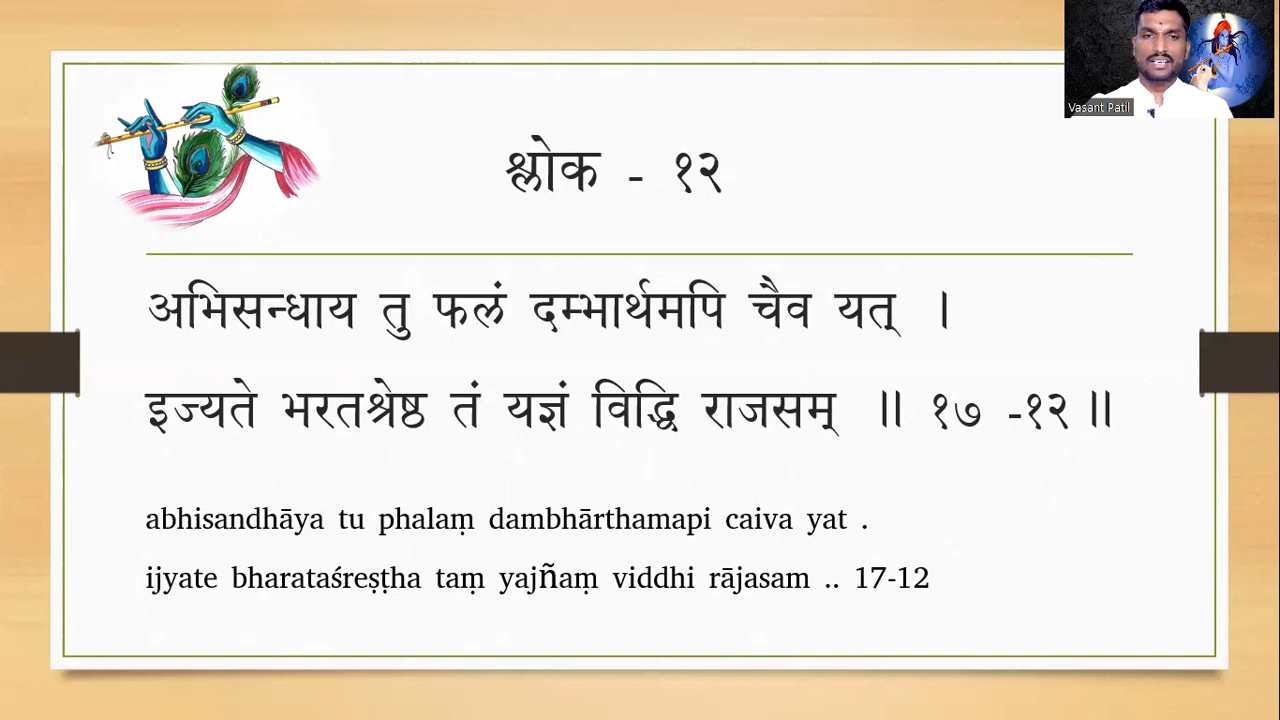 Vasant Patil
श्लोक - १२
अभिसन्धाय तु फलं दम्भार्थमपि चैव यत् ।
इज्यते भरतश्रेष्ठ तं यज्ञं विद्धि राजसम् ॥ १७ -१२॥
abhisandhāya tu phalaṃ dambhārthamapi caiva yat .
ijyate bharataśreṣṭha taṃ yajñaṃ viddhi rājasam .. 17-12